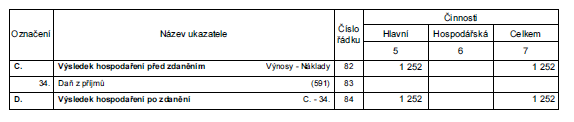 Označení Název ukazatele Číslo řádku Činnosti
Hlavní Hospodářská Celkem
5 6 7
C. Výsledek hospodaření před zdaněním Výnosy - Náklady 82 1 252 1 252
34. Daň z příjmů (591) 83
D. Výsledek hospodaření po zdanění C. - 34. 84 1 252 1 252